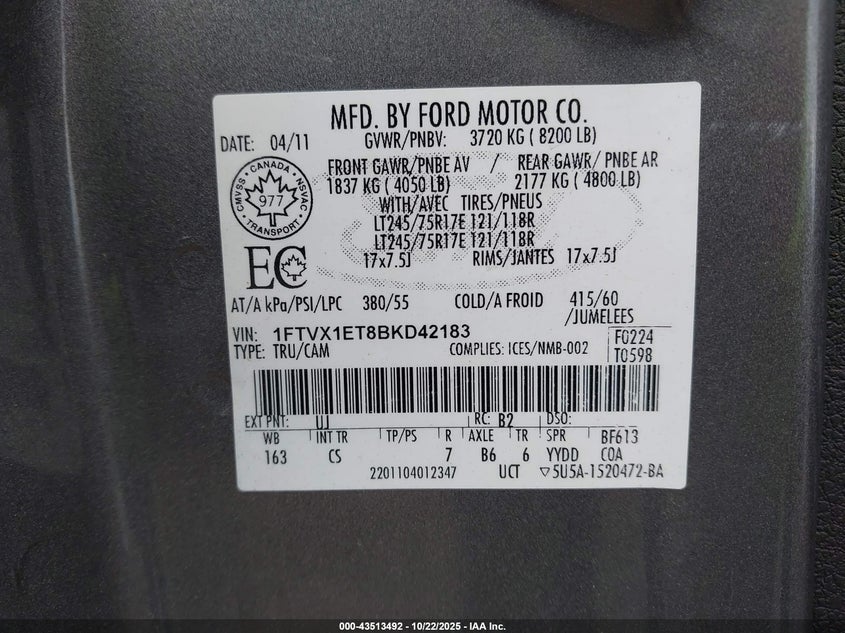 MFD. BY FORD MOTOR CO.
DATE: 04/11 GVWR/PNBV: 3720 KG ( 8200 LB)
FRONT GAWR/PNBE AV / REAR GAWR/ PNBE AR
1837 KG ( 4050 LB) 2177 KG ( 4800 LB)
WITH/AVEC TIRES/PNEUS
LT245/75R17E 121/118R
LT245/75R17E 121/118R
17x7.5J RIMS/JANTES 17x7.5J
CMVSS • CANADA • NSVAC
977
TRANSPORT
EC
AT/A kPa/PSI/LPC 380/55 COLD/A FROID 415/60
/JUMELEES
VIN: 1FTVX1ET8BKD42183 F0224
TYPE: TRU/CAM COMPLIES: ICES/NMB-002 T0598
EXT PNT: UJ RC: B2 DSO:
WB INT TR TP/PS R AXLE TR SPR BF613
163 CS 7 B6 6 YYDD COA
2201104012347 UCT ▽5U5A-1520472-BA
000-43513492 - 10/22/2025 - IAA Inc.